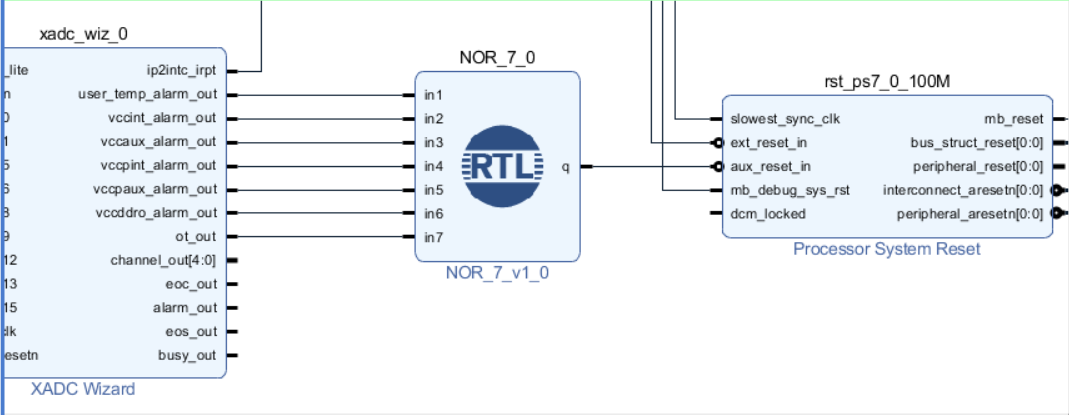 xadc_wiz_0
_lite
n
0
1
5
6
8
9
12
13
15
clk
esetn
ip2intc_irpt
user_temp_alarm_out
vccint_alarm_out
vccaux_alarm_out
vccpint_alarm_out
vccpaux_alarm_out
vccddro_alarm_out
ot_out
channel_out[4:0]
eoc_out
alarm_out
eos_out
busy_out
XADC Wizard
NOR_7_0
in1
in2
in3
in4
in5
in6
in7
RTL
q
NOR_7_v1_0
rst_ps7_0_100M
slowest_sync_clk
ext_reset_in
aux_reset_in
mb_debug_sys_rst
dcm_locked
mb_reset
bus_struct_reset[0:0]
peripheral_reset[0:0]
interconnect_aresetn[0:0]
peripheral_aresetn[0:0]
Processor System Reset